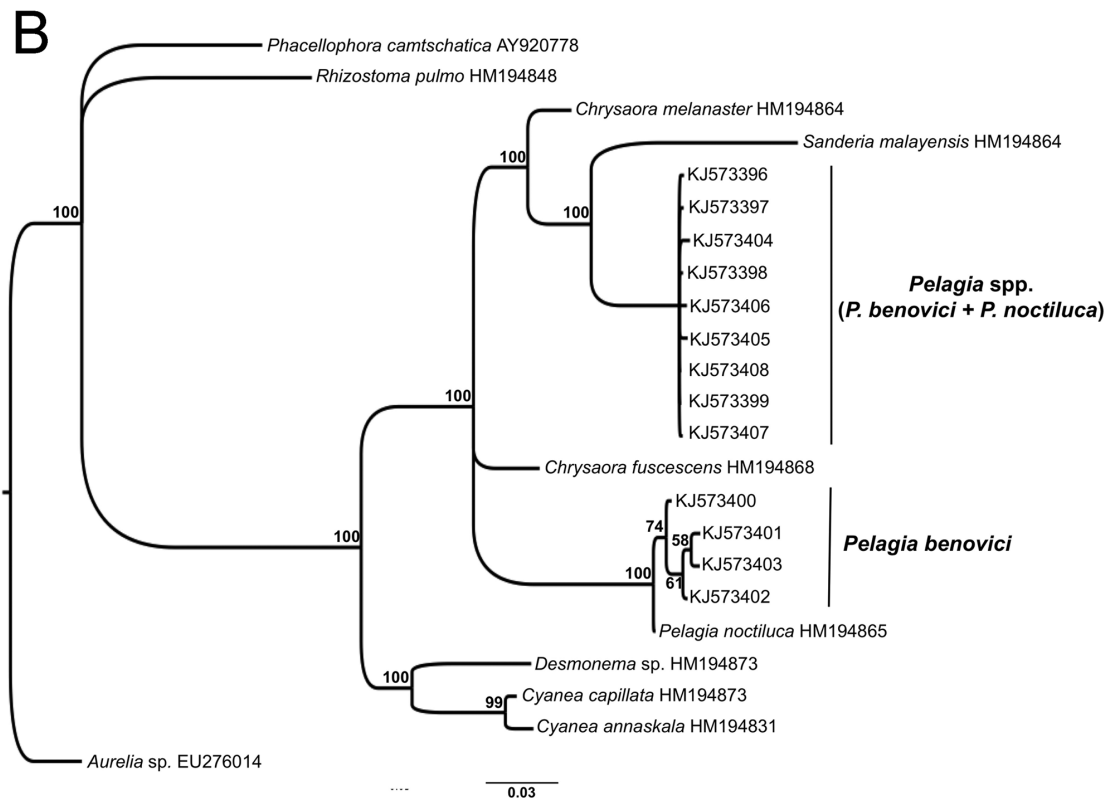 B
Phacellophora camtschatica AY920778
Rhizostoma pulmo HM194848
Chrysaora melanaster HM194864
Sanderia malayensis HM194864
100
KJ573396
KJ573397
100
100
KJ573404
KJ573398
Pelagia spp.
(P. benovici + P. noctiluca)
KJ573406
KJ573405
KJ573408
KJ573399
100
KJ573407
Chrysaora fuscescens HM194868
KJ573400
74
KJ573401
58
100
Pelagia benovici
KJ573403
100
61
KJ573402
Pelagia noctiluca HM194865
Desmonema sp. HM194873
100
Cyanea capillata HM194873
99
Cyanea annaskala HM194831
Aurelia sp. EU276014
0.03